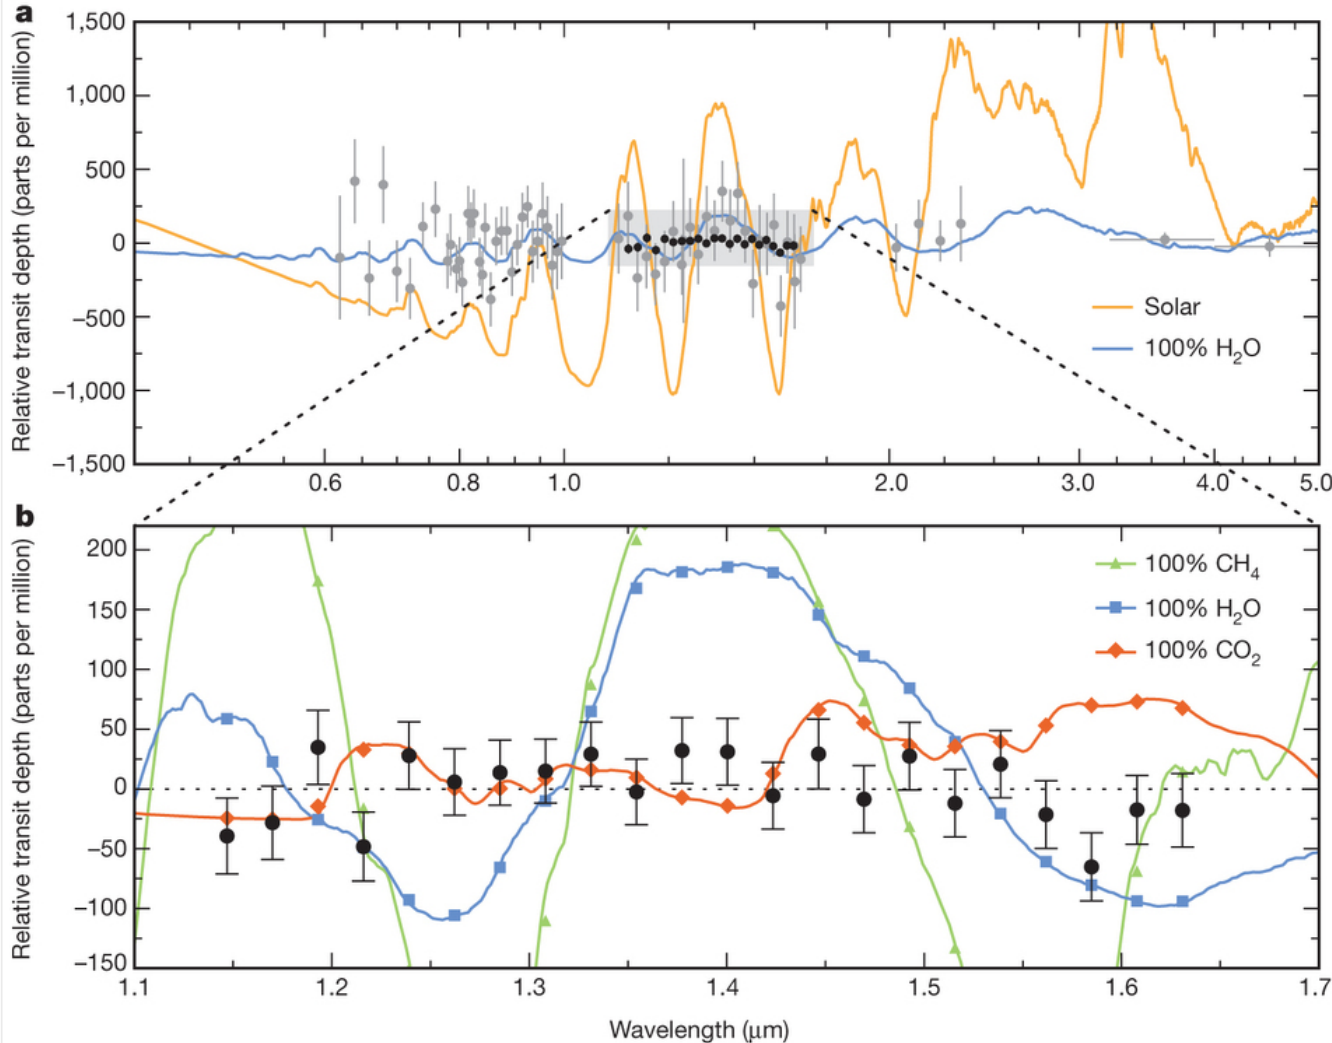 a
Relative transit depth (parts per million)
1,500
1,000
500
0
−500
−1,000
−1,500
Solar
100% H₂O
0.6 0.8 1.0 2.0 3.0 4.0 5.0
b
Relative transit depth (parts per million)
200
150
100
50
0
−50
−100
−150
100% CH₄
100% H₂O
100% CO₂
1.1 1.2 1.3 1.4 1.5 1.6 1.7
Wavelength (μm)